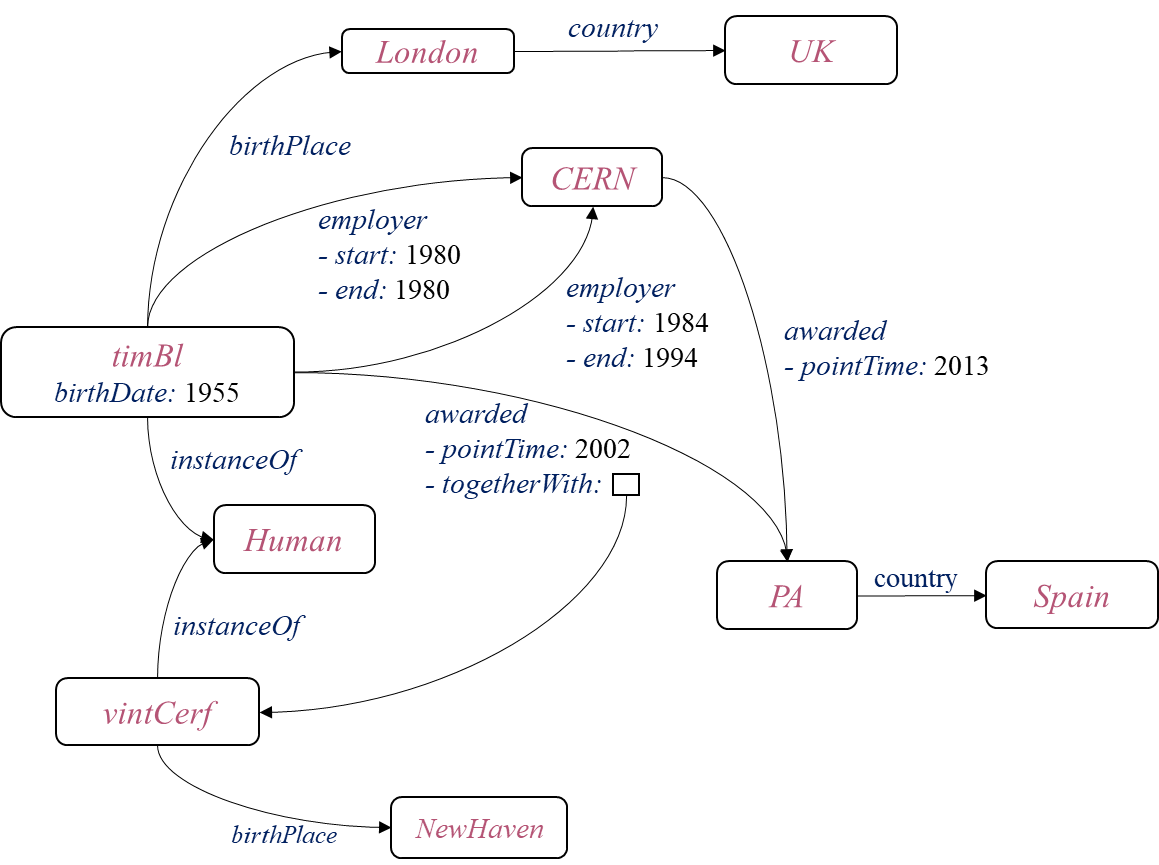 London
country
UK
birthPlace
CERN
employer
- start: 1980
- end: 1980
employer
- start: 1984
- end: 1994
awarded
- pointTime: 2013
timBl
birthDate: 1955
awarded
- pointTime: 2002
- togetherWith:
instanceOf
Human
PA
country
Spain
instanceOf
vintCerf
birthPlace
NewHaven